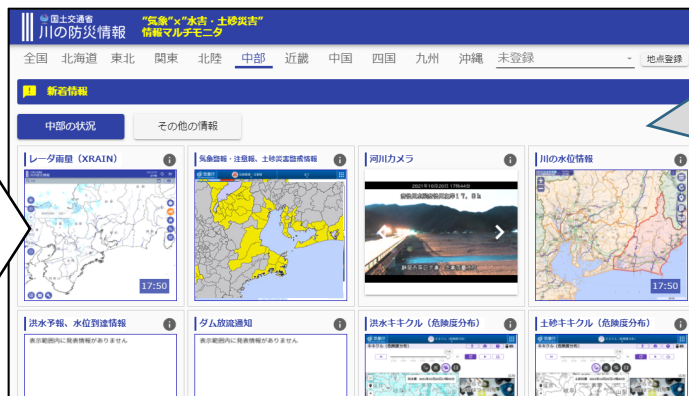 国土交通省
川の防災情報
“気象”×“水害・土砂災害”
情報マルチモニタ
全国 北海道 東北 関東 北陸 中部 近畿 中国 四国 九州 沖縄 未登録 地点登録
! 新着情報
中部の状況 その他の情報
レーダ雨量（XRAIN）
気象警報・注意報、土砂災害警戒情報
河川カメラ
川の水位情報
17:50
17:50
洪水予報、水位到達情報
ダム放流通知
洪水キキクル（危険度分布）
土砂キキクル（危険度分布）
表示範囲内に発表情報がありません
表示範囲内に発表情報がありません